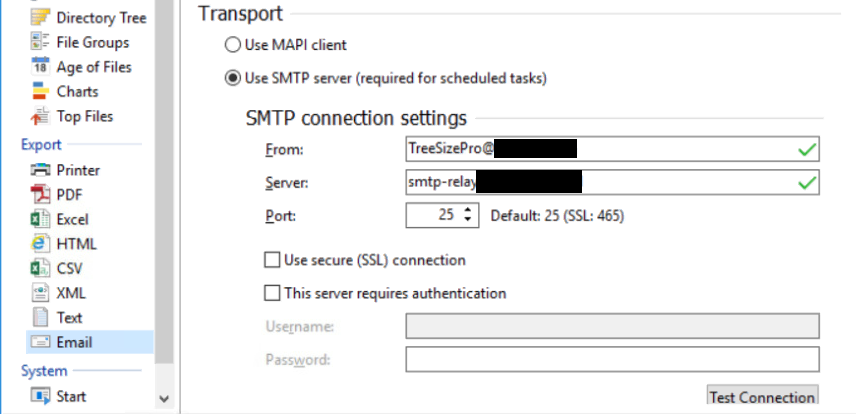 Directory Tree
File Groups
18 Age of Files
Charts
Top Files
Export
Printer
PDF
Excel
HTML
CSV
XML
Text
Email
System
Start
Transport
Use MAPI client
Use SMTP server (required for scheduled tasks)
SMTP connection settings
From: TreeSizePro@
Server: smtp-relay
Port: 25 Default: 25 (SSL: 465)
Use secure (SSL) connection
This server requires authentication
Username:
Password:
Test Connection